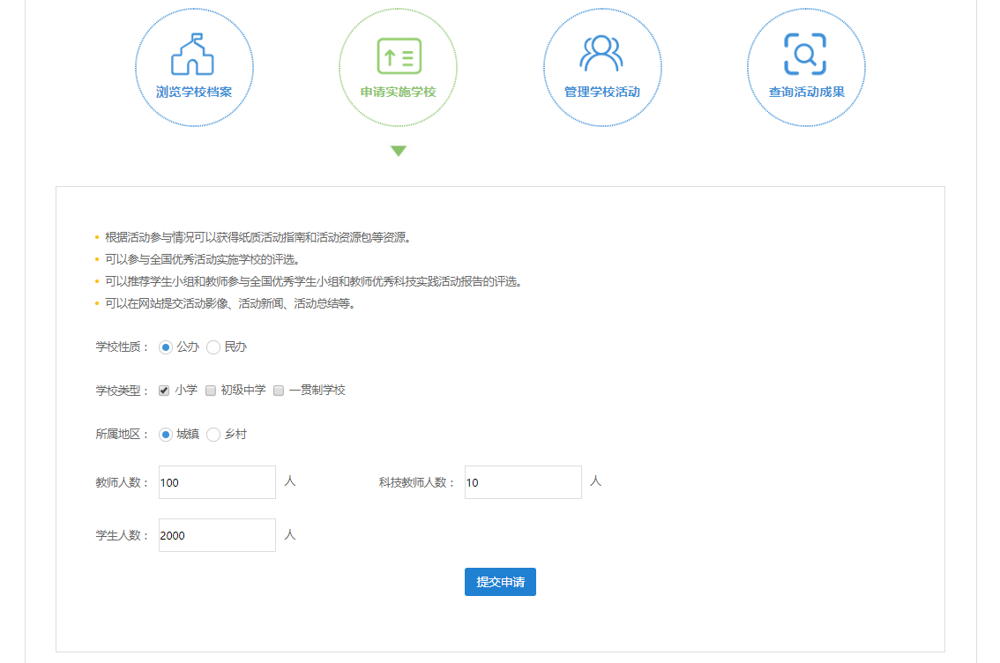 浏览学校档案 申请实施学校 管理学校活动 查询活动成果
根据活动参与情况可以获得纸质活动指南和活动资源包等资源。
可以参与全国优秀活动实施学校的评选。
可以推荐学生小组和教师参与全国优秀学生小组和教师优秀科技实践活动报告的评选。
可以在网站提交活动影像、活动新闻、活动总结等。
学校性质： 公办 民办
学校类型： 小学 初级中学 一贯制学校
所属地区： 城镇 乡村
教师人数： 100 人 科技教师人数： 10 人
学生人数： 2000 人
提交申请